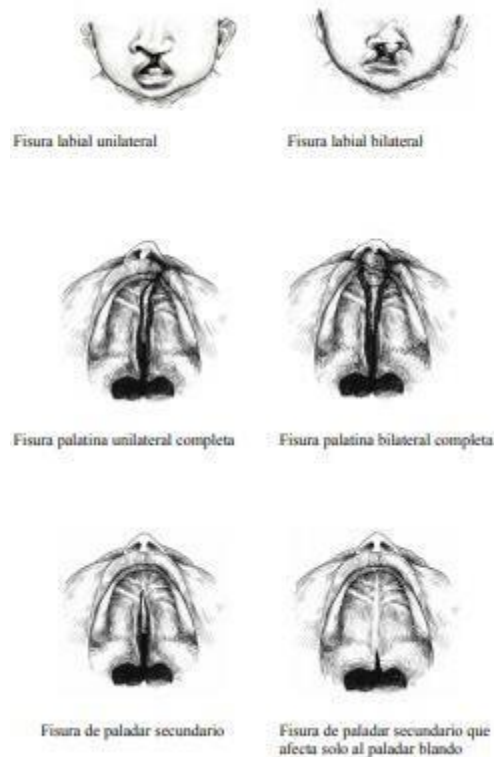 Fisura labial unilateral
Fisura labial bilateral
Fisura palatina unilateral completa
Fisura palatina bilateral completa
Fisura de paladar secundario
Fisura de paladar secundario que
afecta solo al paladar blando